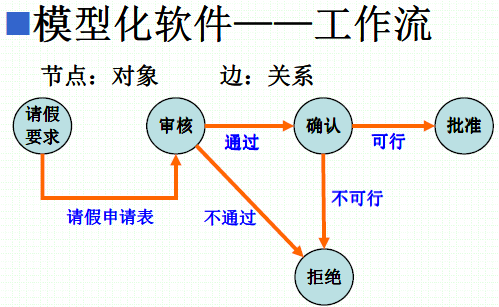 模型化软件——工作流
节点：对象 边：关系
请假
要求
审核
确认
批准
通过
可行
请假申请表
不通过
不可行
拒绝